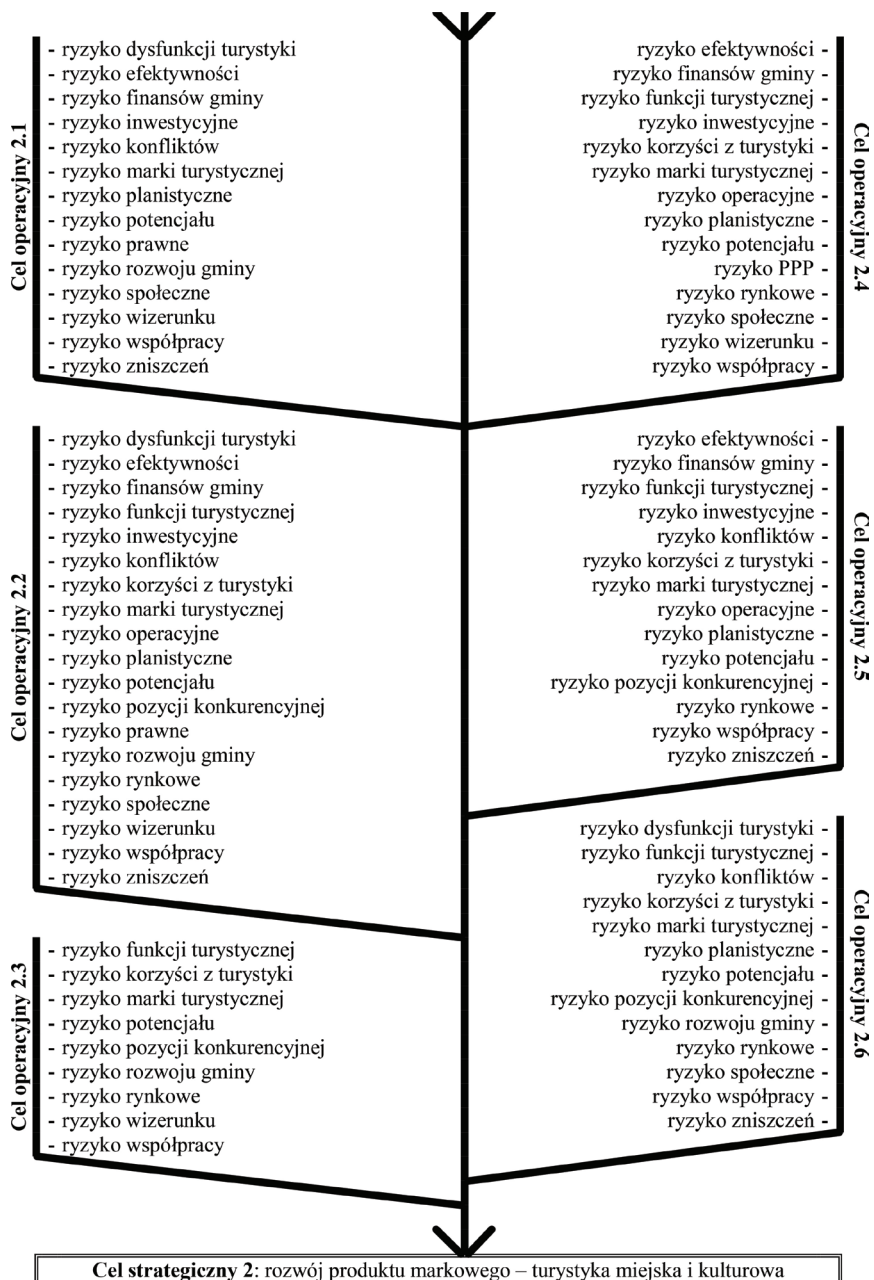 Cel operacyjny 2.1
- ryzyko dysfunkcji turystyki
- ryzyko efektywności
- ryzyko finansów gminy
- ryzyko inwestycyjne
- ryzyko konfliktów
- ryzyko marki turystycznej
- ryzyko planistyczne
- ryzyko potencjału
- ryzyko prawne
- ryzyko rozwoju gminy
- ryzyko społeczne
- ryzyko wizerunku
- ryzyko współpracy
- ryzyko zniszczeń
Cel operacyjny 2.4
ryzyko efektywności -
ryzyko finansów gminy -
ryzyko funkcji turystycznej -
ryzyko inwestycyjne -
ryzyko korzyści z turystyki -
ryzyko marki turystycznej -
ryzyko operacyjne -
ryzyko planistyczne -
ryzyko potencjału -
ryzyko PPP -
ryzyko rynkowe -
ryzyko społeczne -
ryzyko wizerunku -
ryzyko współpracy -
Cel operacyjny 2.2
- ryzyko dysfunkcji turystyki
- ryzyko efektywności
- ryzyko finansów gminy
- ryzyko funkcji turystycznej
- ryzyko inwestycyjne
- ryzyko konfliktów
- ryzyko korzyści z turystyki
- ryzyko marki turystycznej
- ryzyko operacyjne
- ryzyko planistyczne
- ryzyko potencjału
- ryzyko pozycji konkurencyjnej
- ryzyko prawne
- ryzyko rozwoju gminy
- ryzyko rynkowe
- ryzyko społeczne
- ryzyko wizerunku
- ryzyko współpracy
- ryzyko zniszczeń
Cel operacyjny 2.5
ryzyko efektywności -
ryzyko finansów gminy -
ryzyko funkcji turystycznej -
ryzyko inwestycyjne -
ryzyko konfliktów -
ryzyko korzyści z turystyki -
ryzyko marki turystycznej -
ryzyko operacyjne -
ryzyko planistyczne -
ryzyko potencjału -
ryzyko pozycji konkurencyjnej -
ryzyko rynkowe -
ryzyko współpracy -
ryzyko zniszczeń -
Cel operacyjny 2.3
- ryzyko funkcji turystycznej
- ryzyko korzyści z turystyki
- ryzyko marki turystycznej
- ryzyko potencjału
- ryzyko pozycji konkurencyjnej
- ryzyko rozwoju gminy
- ryzyko rynkowe
- ryzyko wizerunku
- ryzyko współpracy
Cel operacyjny 2.6
ryzyko dysfunkcji turystyki -
ryzyko funkcji turystycznej -
ryzyko konfliktów -
ryzyko korzyści z turystyki -
ryzyko marki turystycznej -
ryzyko planistyczne -
ryzyko potencjału -
ryzyko pozycji konkurencyjnej -
ryzyko rozwoju gminy -
ryzyko rynkowe -
ryzyko społeczne -
ryzyko współpracy -
ryzyko zniszczeń -
Cel strategiczny 2: rozwój produktu markowego – turystyka miejska i kulturowa